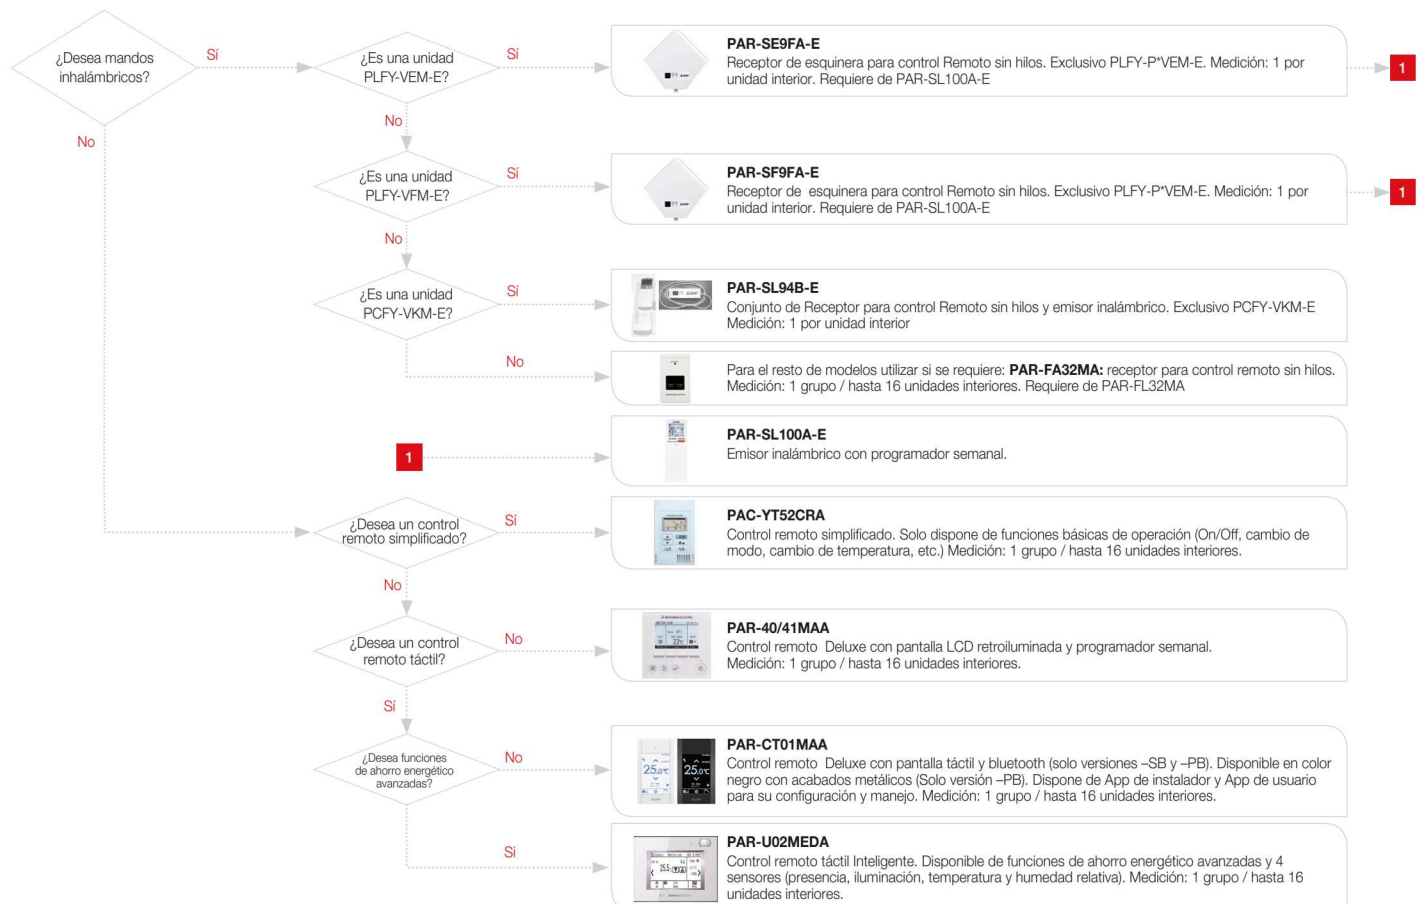 ¿Desea mandos
inhalámbricos?
Sí
¿Es una unidad
PLFY-VEM-E?
Sí
PAR-SE9FA-E
Receptor de esquinera para control Remoto sin hilos. Exclusivo PLFY-P*VEM-E. Medición: 1 por
unidad interior. Requiere de PAR-SL100A-E
1
No
No
¿Es una unidad
PLFY-VFM-E?
Sí
PAR-SF9FA-E
Receptor de esquinera para control Remoto sin hilos. Exclusivo PLFY-P*VEM-E. Medición: 1 por
unidad interior. Requiere de PAR-SL100A-E
1
No
¿Es una unidad
PCFY-VKM-E?
Sí
PAR-SL94B-E
Conjunto de Receptor para control Remoto sin hilos y emisor inalámbrico. Exclusivo PCFY-VKM-E
Medición: 1 por unidad interior
No
Para el resto de modelos utilizar si se requiere: PAR-FA32MA: receptor para control remoto sin hilos.
Medición: 1 grupo / hasta 16 unidades interiores. Requiere de PAR-FL32MA
1
PAR-SL100A-E
Emisor inalámbrico con programador semanal.
¿Desea un control
remoto simplificado?
Sí
PAC-YT52CRA
Control remoto simplificado. Solo dispone de funciones básicas de operación (On/Off, cambio de
modo, cambio de temperatura, etc.) Medición: 1 grupo / hasta 16 unidades interiores.
No
¿Desea un control
remoto táctil?
No
PAR-40/41MAA
Control remoto Deluxe con pantalla LCD retroiluminada y programador semanal.
Medición: 1 grupo / hasta 16 unidades interiores.
22°C
Sí
¿Desea funciones
de ahorro energético
avanzadas?
No
25.0°C
25.0°C
PAR-CT01MAA
Control remoto Deluxe con pantalla táctil y bluetooth (solo versiones –SB y –PB). Disponible en color
negro con acabados metálicos (Solo versión –PB). Dispone de App de instalador y App de usuario
para su configuración y manejo. Medición: 1 grupo / hasta 16 unidades interiores.
Si
25.5
PAR-U02MEDA
Control remoto táctil Inteligente. Disponible de funciones de ahorro energético avanzadas y 4
sensores (presencia, iluminación, temperatura y humedad relativa). Medición: 1 grupo / hasta 16
unidades interiores.